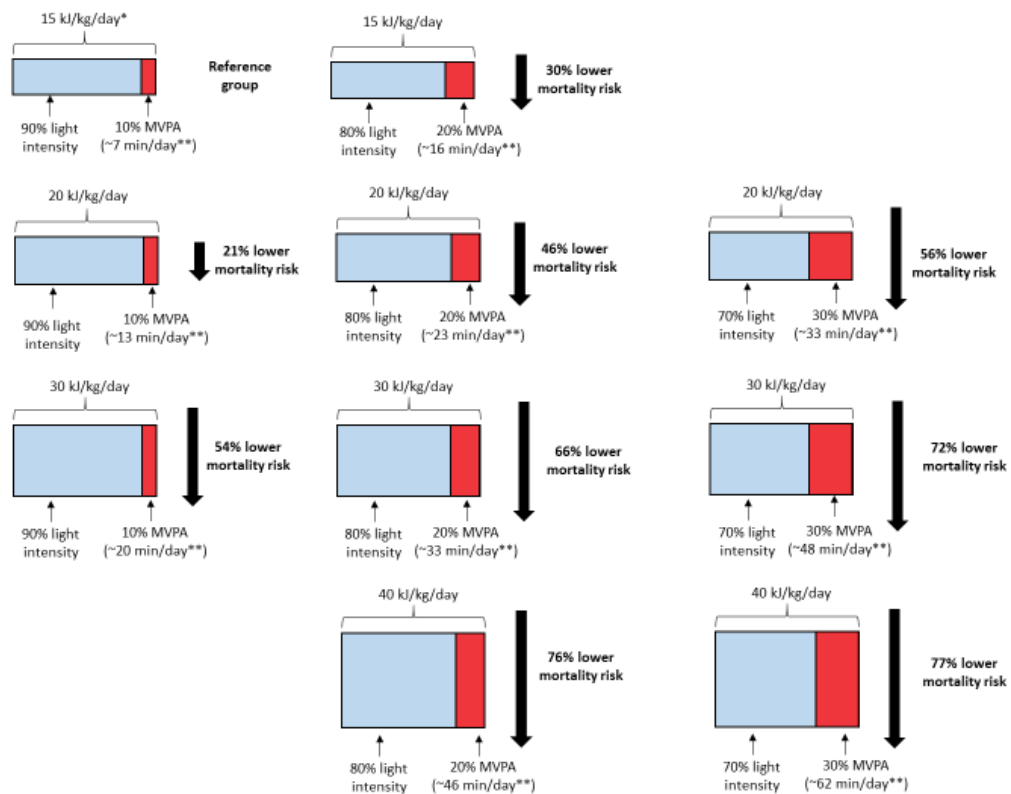 15 kJ/kg/day*
Reference
group
90% light
intensity
10% MVPA
(~7 min/day**)
15 kJ/kg/day
30% lower
mortality risk
80% light
intensity
20% MVPA
(~16 min/day**)
20 kJ/kg/day
21% lower
mortality risk
90% light
intensity
10% MVPA
(~13 min/day**)
20 kJ/kg/day
46% lower
mortality risk
80% light
intensity
20% MVPA
(~23 min/day**)
20 kJ/kg/day
56% lower
mortality risk
70% light
intensity
30% MVPA
(~33 min/day**)
30 kJ/kg/day
54% lower
mortality risk
90% light
intensity
10% MVPA
(~20 min/day**)
30 kJ/kg/day
66% lower
mortality risk
80% light
intensity
20% MVPA
(~33 min/day**)
30 kJ/kg/day
72% lower
mortality risk
70% light
intensity
30% MVPA
(~48 min/day**)
40 kJ/kg/day
76% lower
mortality risk
80% light
intensity
20% MVPA
(~46 min/day**)
40 kJ/kg/day
77% lower
mortality risk
70% light
intensity
30% MVPA
(~62 min/day**)